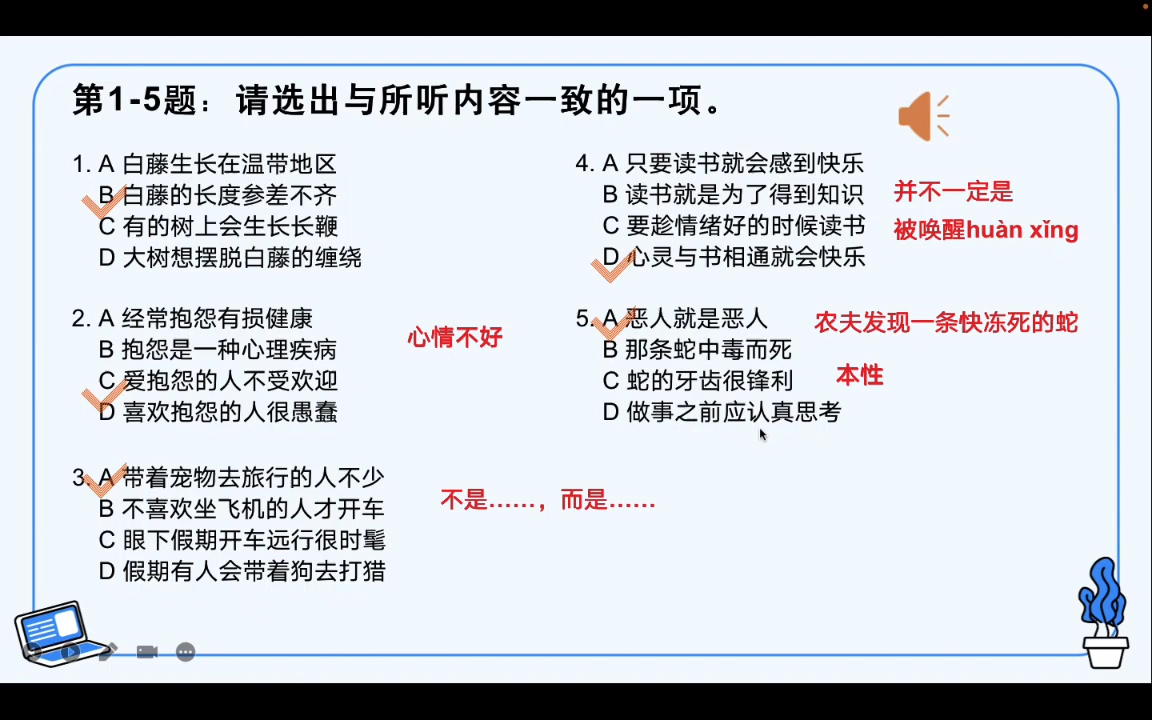 第1-5题：请选出与所听内容一致的一项。
1. A 白藤生长在温带地区
B 白藤的长度参差不齐
C 有的树上会生长长鞭
D 大树想摆脱白藤的缠绕
2. A 经常抱怨有损健康
B 抱怨是一种心理疾病
C 爱抱怨的人不受欢迎
D 喜欢抱怨的人很愚蠢
心情不好
3. A 带着宠物去旅行的人不少
B 不喜欢坐飞机的人才开车
C 眼下假期开车远行很时髦
D 假期有人会带着狗去打猎
不是……，而是……
4. A 只要读书就会感到快乐
B 读书就是为了得到知识
C 要趁情绪好的时候读书
D 心灵与书相通就会快乐
并不一定是
被唤醒huàn xǐng
5. A 恶人就是恶人
B 那条蛇中毒而死
C 蛇的牙齿很锋利
D 做事之前应认真思考
农夫发现一条快冻死的蛇
本性